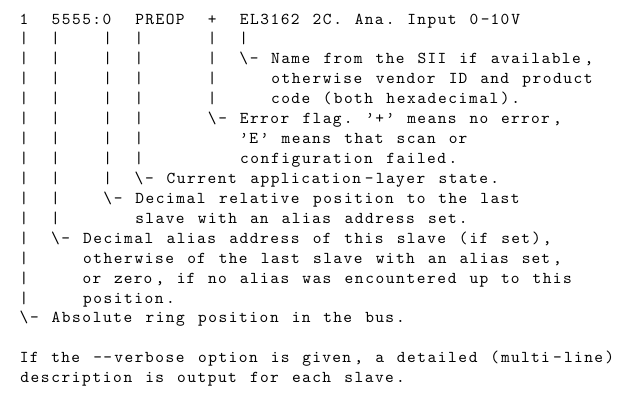 1  5555:0  PREOP  +  EL3162 2C. Ana. Input 0-10V
|  |    |  |      |  |
|  |    |  |      |  \- Name from the SII if available,
|  |    |  |      |     otherwise vendor ID and product
|  |    |  |      |     code (both hexadecimal).
|  |    |  |      \- Error flag. '+' means no error,
|  |    |  |         'E' means that scan or
|  |    |  |         configuration failed.
|  |    |  \- Current application-layer state.
|  |    \- Decimal relative position to the last
|  |       slave with an alias address set.
|  \- Decimal alias address of this slave (if set),
|     otherwise of the last slave with an alias set,
|     or zero, if no alias was encountered up to this
|     position.
\- Absolute ring position in the bus.

If the --verbose option is given, a detailed (multi-line)
description is output for each slave.